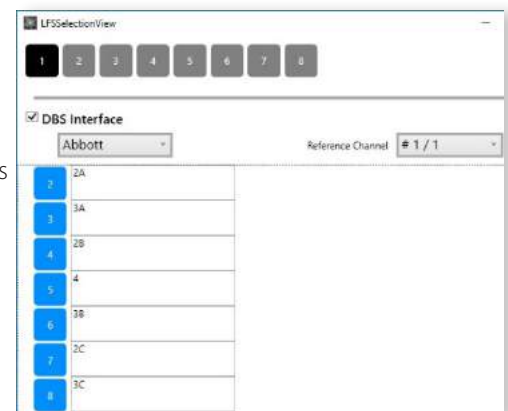 LFSSelectionView
1 2 3 4 5 6 7 8
DBS Interface
Abbott Reference Channel # 1 / 1
S
2 2A
3 3A
4 2B
5 4
6 3B
7 2C
8 3C